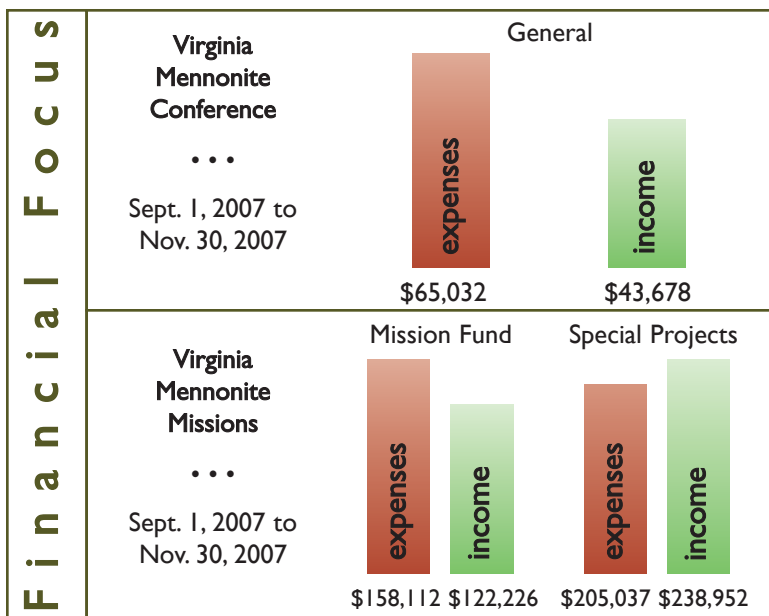 Financial Focus
Virginia
Mennonite
Conference
...
Sept. 1, 2007 to
Nov. 30, 2007
General
expenses
income
$65,032
$43,678
Virginia
Mennonite
Missions
...
Sept. 1, 2007 to
Nov. 30, 2007
Mission Fund
expenses
income
$158,112
$122,226
Special Projects
expenses
income
$205,037
$238,952